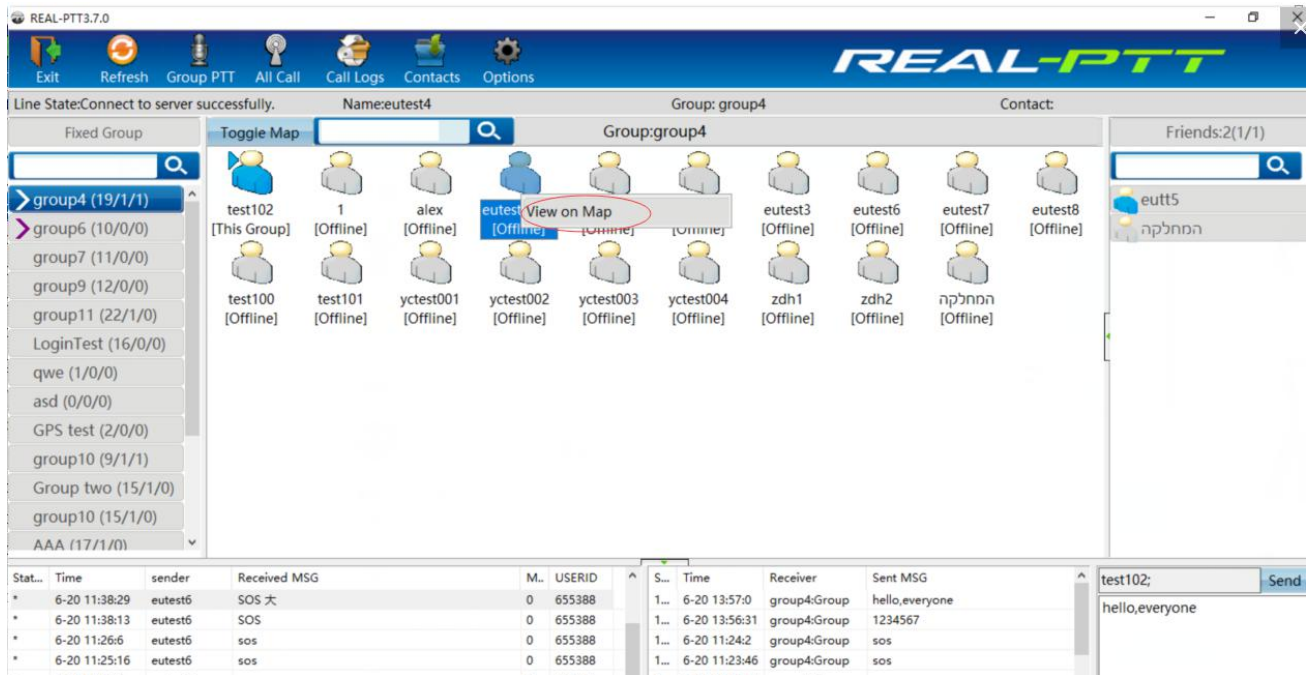 REAL-PTT3.7.0
Exit Refresh Group PTT All Call Call Logs Contacts Options
REAL-PTT
Line State:Connect to server successfully. Name:eutest4 Group: group4 Contact:
Fixed Group Toggle Map Group:group4 Friends:2(1/1)
group4 (19/1/1)
group6 (10/0/0)
group7 (11/0/0)
group9 (12/0/0)
group11 (22/1/0)
LoginTest (16/0/0)
qwe (1/0/0)
asd (0/0/0)
GPS test (2/0/0)
group10 (9/1/1)
Group two (15/1/0)
group10 (15/1/0)
AAA (17/1/0)
test102 1 alex eutest View on Map eutest3 eutest6 eutest7 eutest8
[This Group] [Offline] [Offline] [Offline] [Offline] [Offline] [Offline] [Offline] [Offline] [Offline]
test100 test101 yctest001 yctest002 yctest003 yctest004 zdh1 zdh2 המחלקה
[Offline] [Offline] [Offline] [Offline] [Offline] [Offline] [Offline] [Offline] [Offline]
eutt5
המחלקה
Stat... Time sender Received MSG M.. USERID
* 6-20 11:38:29 eutest6 SOS 大 0 655388
* 6-20 11:38:13 eutest6 SOS 0 655388
* 6-20 11:26:6 eutest6 sos 0 655388
* 6-20 11:25:16 eutest6 sos 0 655388
S... Time Receiver Sent MSG
1... 6-20 13:57:0 group4:Group hello,everyone
1... 6-20 13:56:31 group4:Group 1234567
1... 6-20 11:24:2 group4:Group sos
1... 6-20 11:23:46 group4:Group sos
test102; Send
hello,everyone